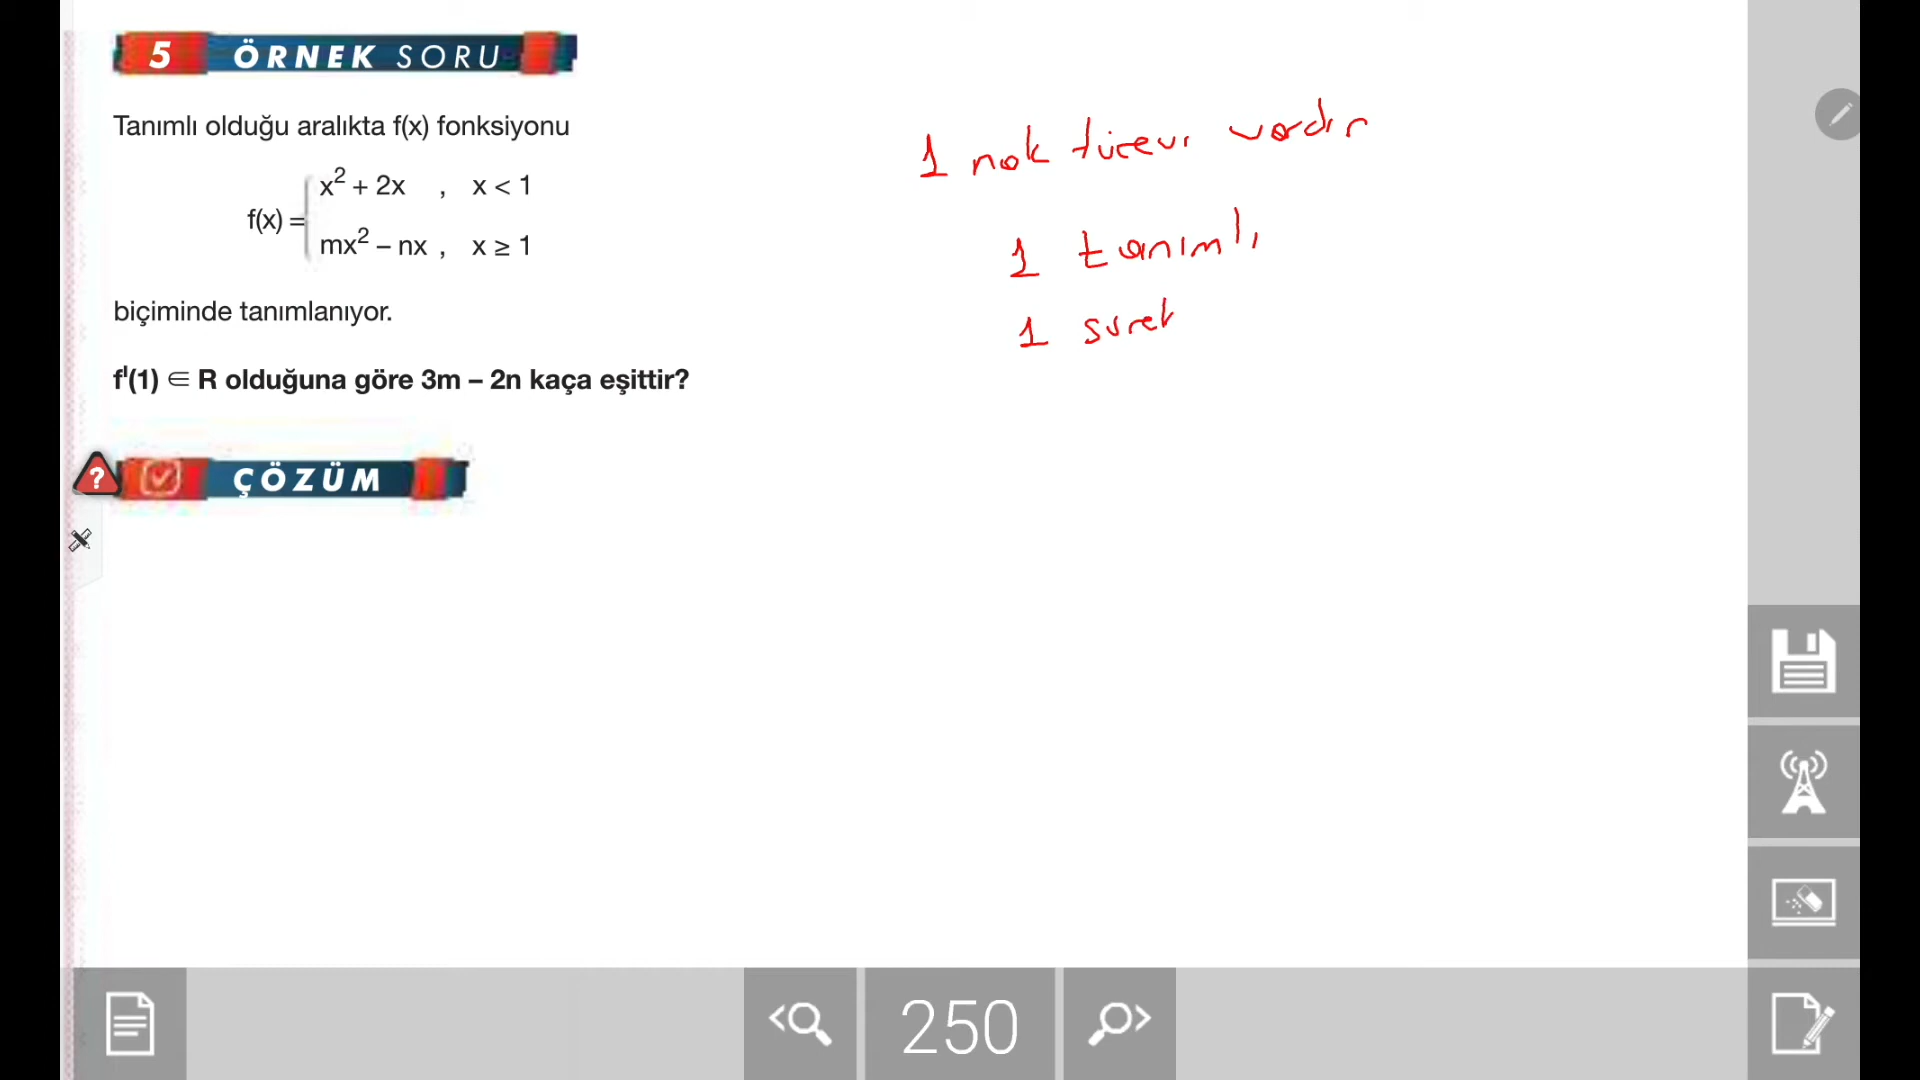 5 ÖRNEK SORU
Tanımlı olduğu aralıkta f(x) fonksiyonu
x² + 2x , x < 1
f(x) =
mx² – nx , x ≥ 1
biçiminde tanımlanıyor.
fᴵ(1) ∈ R olduğuna göre 3m – 2n kaça eşittir?
? ÇÖZÜM
1 nok türevi vardır
1 tanımlı
1 sürek
250